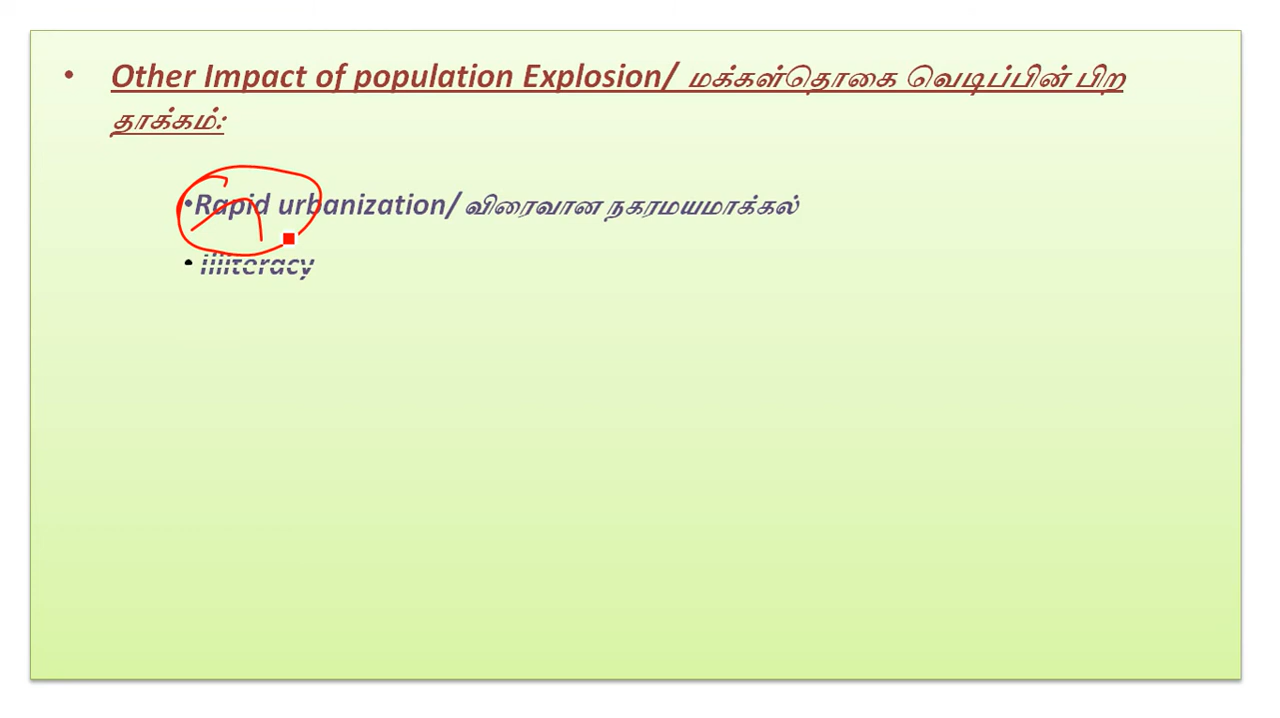 • Other Impact of population Explosion/ மக்கள்தொகை வெடிப்பின் பிற
தாக்கம்:
•Rapid urbanization/ விரைவான நகரமயமாக்கல்
• illiteracy